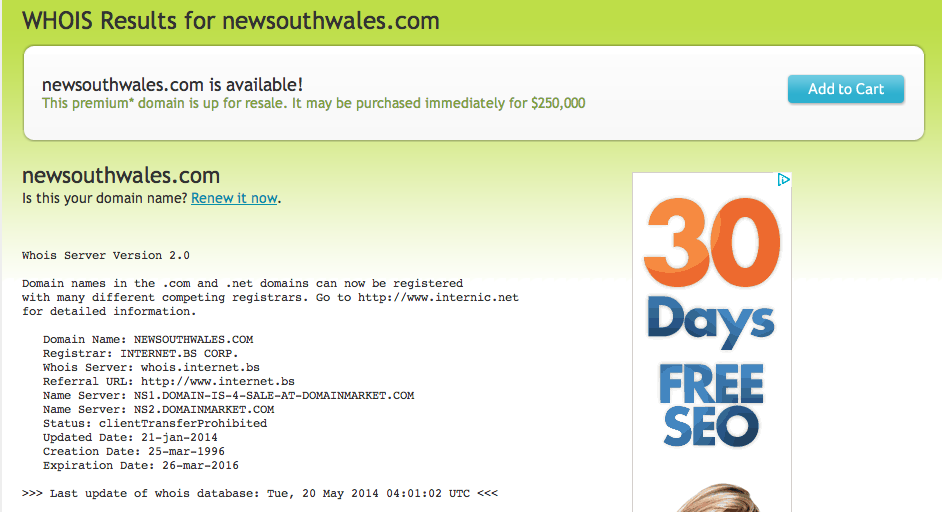 WHOIS Results for newsouthwales.com
newsouthwales.com is available!
This premium* domain is up for resale. It may be purchased immediately for $250,000
Add to Cart
newsouthwales.com
Is this your domain name? Renew it now.
Whois Server Version 2.0
Domain names in the .com and .net domains can now be registered
with many different competing registrars. Go to http://www.internic.net
for detailed information.
Domain Name: NEWSOUTHWALES.COM
Registrar: INTERNET.BS CORP.
Whois Server: whois.internet.bs
Referral URL: http://www.internet.bs
Name Server: NS1.DOMAIN-IS-4-SALE-AT-DOMAINMARKET.COM
Name Server: NS2.DOMAINMARKET.COM
Status: clientTransferProhibited
Updated Date: 21-jan-2014
Creation Date: 25-mar-1996
Expiration Date: 26-mar-2016
>>> Last update of whois database: Tue, 20 May 2014 04:01:02 UTC <<<
30
Days
FREE
SEO